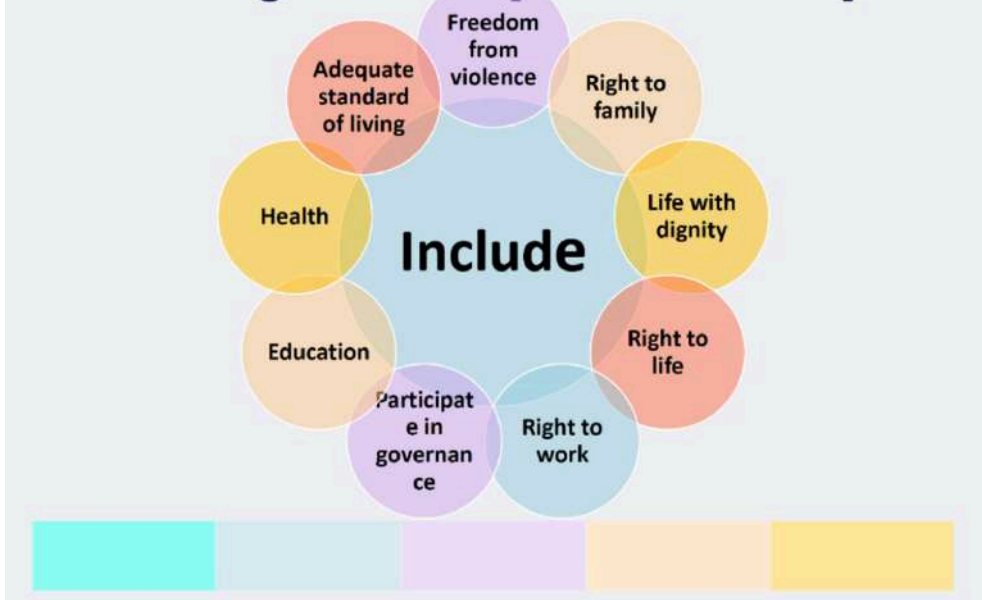 Freedom
from
violence
Right to
family
Life with
dignity
Right to
life
Right to
work
Participat
e in
governan
ce
Education
Health
Adequate
standard
of living
Include